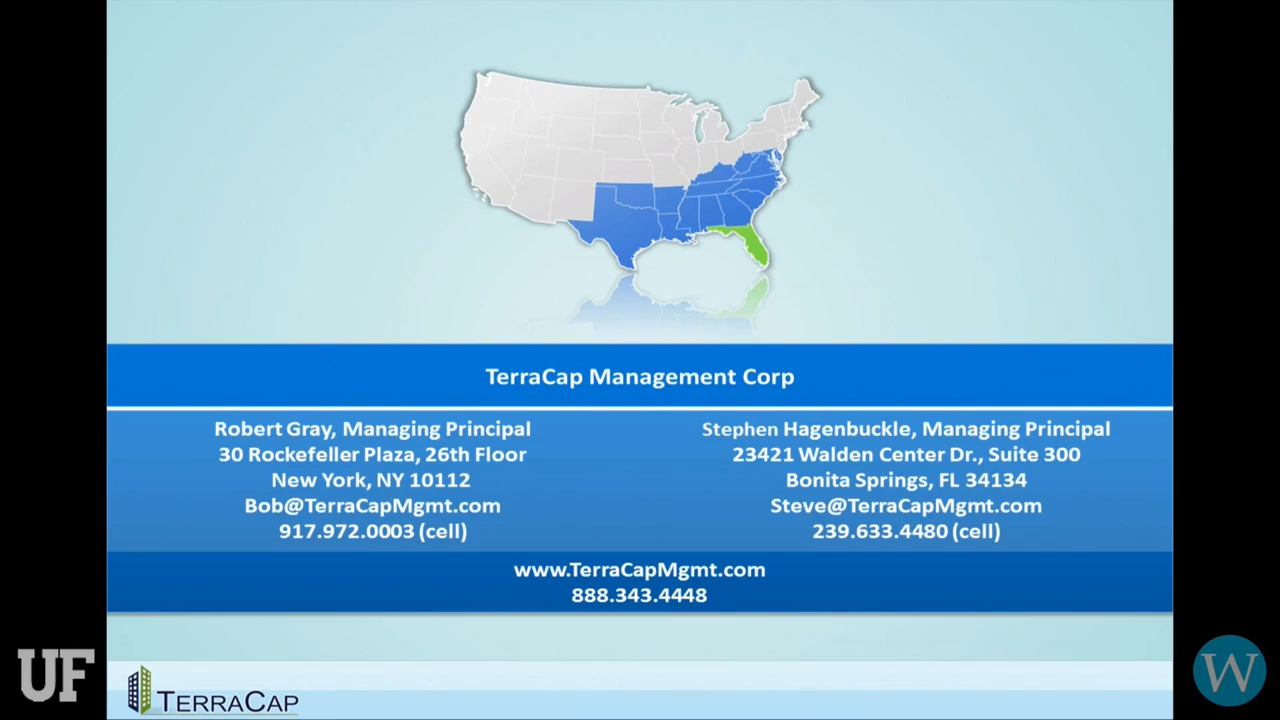 TerraCap Management Corp
Robert Gray, Managing Principal
30 Rockefeller Plaza, 26th Floor
New York, NY 10112
Bob@TerraCapMgmt.com
917.972.0003 (cell)
Stephen Hagenbuckle, Managing Principal
23421 Walden Center Dr., Suite 300
Bonita Springs, FL 34134
Steve@TerraCapMgmt.com
239.633.4480 (cell)
www.TerraCapMgmt.com
888.343.4448
UF
TERRACAP
W